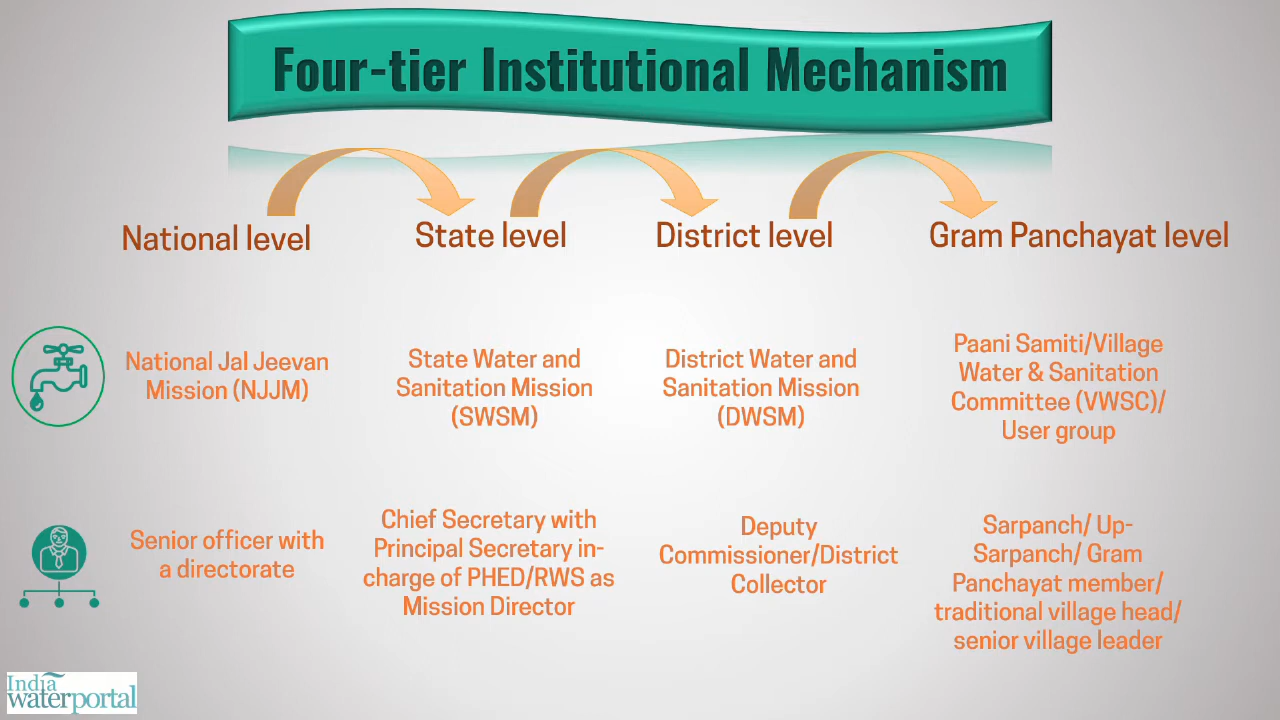 Four-tier Institutional Mechanism
National level
State level
District level
Gram Panchayat level
National Jal Jeevan
Mission (NJJM)
State Water and
Sanitation Mission
(SWSM)
District Water and
Sanitation Mission
(DWSM)
Paani Samiti/Village
Water & Sanitation
Committee (VWSC)/
User group
Senior officer with
a directorate
Chief Secretary with
Principal Secretary in-
charge of PHED/RWS as
Mission Director
Deputy
Commissioner/District
Collector
Sarpanch/ Up-
Sarpanch/ Gram
Panchayat member/
traditional village head/
senior village leader
India
waterportal